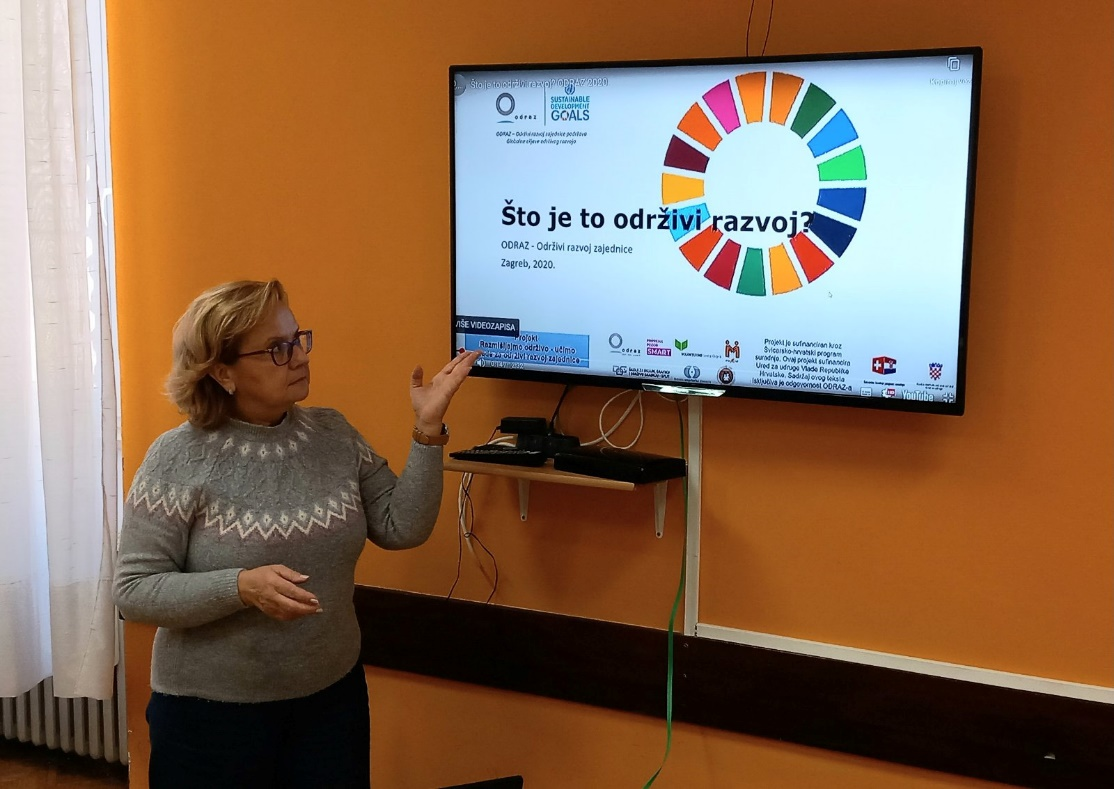 Što je to održivi razvoj? ODRAZ 2020
odraz
SUSTAINABLE
DEVELOPMENT
GOALS
ODRAZ – Održivi razvoj zajednice podržava
Globalne ciljeve održivog razvoja
Što je to održivi razvoj?
ODRAZ - Održivi razvoj zajednice
Zagreb, 2020.
VIŠE VIDEOZAPISA
Projekt
Razmišljajmo održivo - učimo
održivi razvoj zajednice
odraz
SMART
Projekt je sufinanciran kroz
Švicarsko-hrvatski program
suradnje. Ovaj projekt sufinancira
Ured za udruge Vlade Republike
Hrvatske. Sadržaj ovog teksta
isključiva je odgovornost ODRAZ-a
YouTube